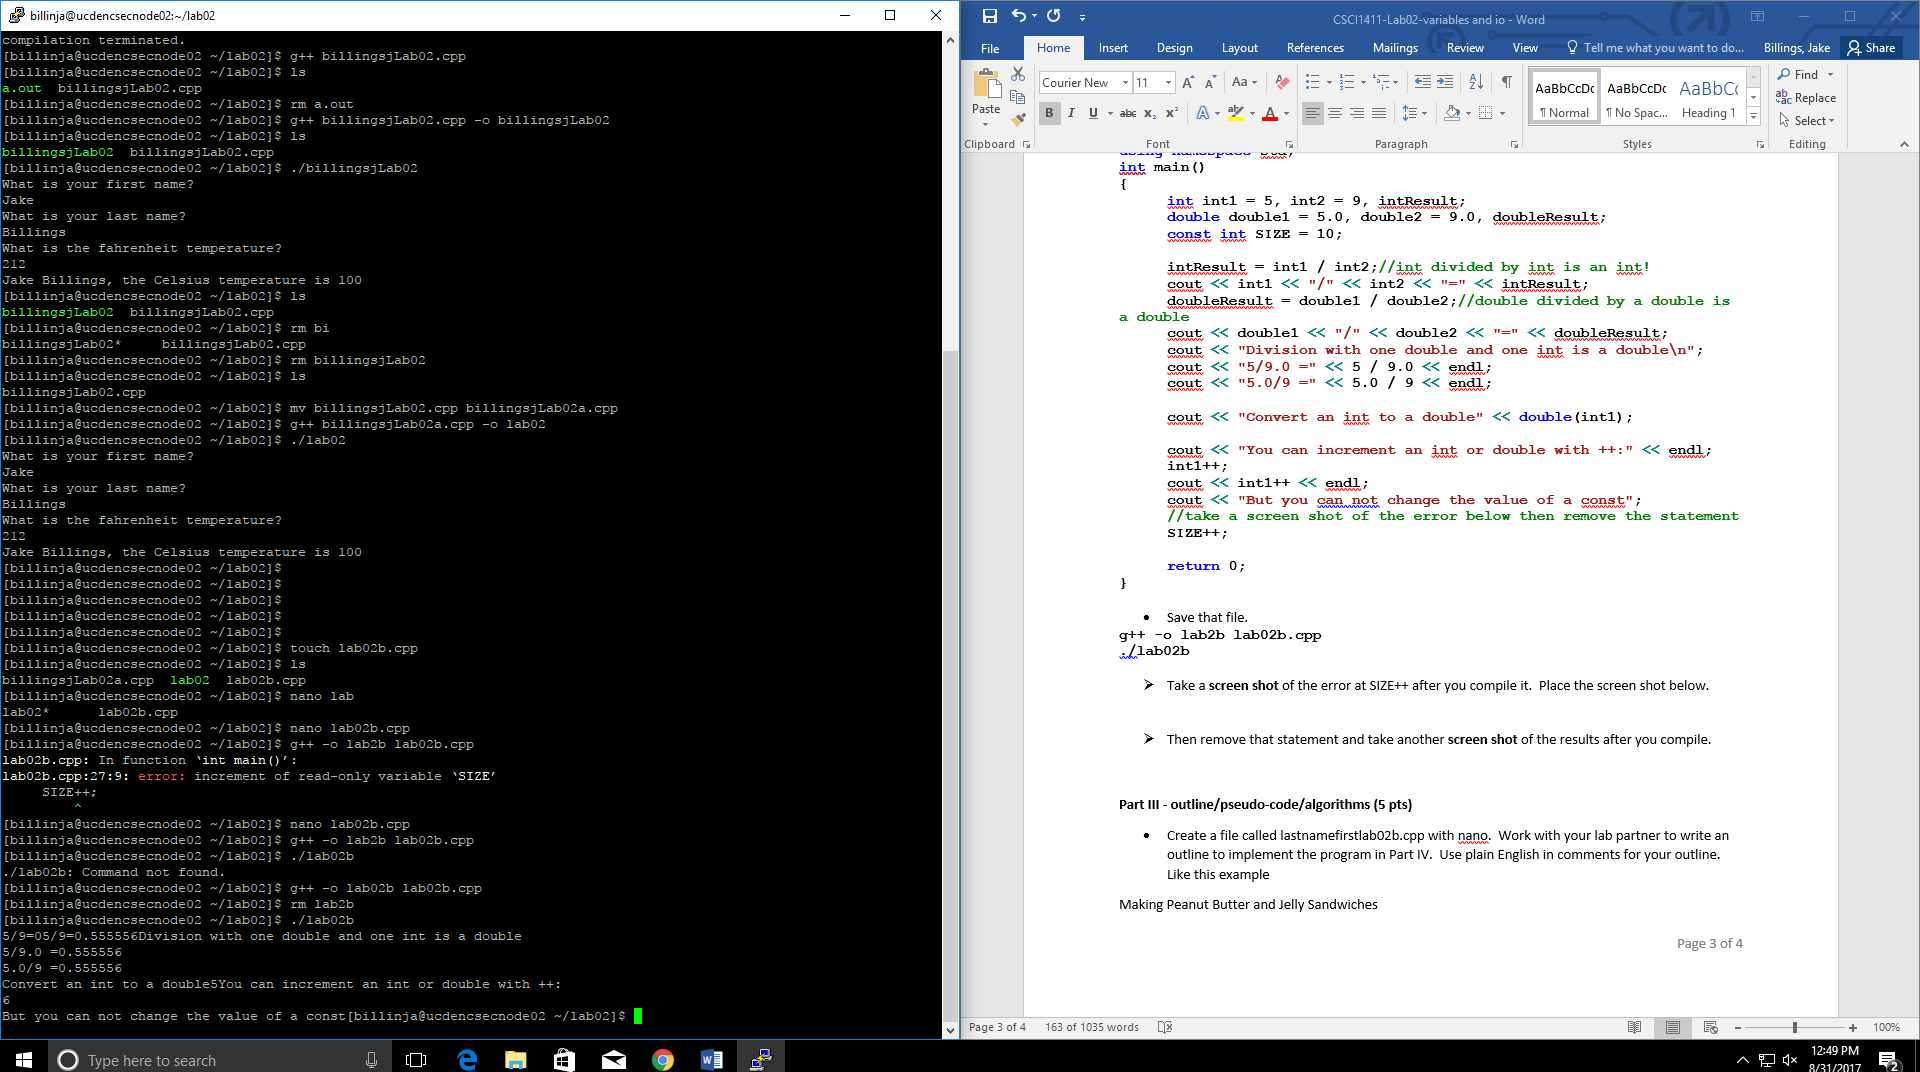 billinja@ucdencsecnode02:~/lab02
compilation terminated.
[billinja@ucdencsecnode02 ~/lab02]$ g++ billingsjLab02.cpp
[billinja@ucdencsecnode02 ~/lab02]$ ls
a.out  billingsjLab02.cpp
[billinja@ucdencsecnode02 ~/lab02]$ rm a.out
[billinja@ucdencsecnode02 ~/lab02]$ g++ billingsjLab02.cpp -o billingsjLab02
[billinja@ucdencsecnode02 ~/lab02]$ ls
billingsjLab02  billingsjLab02.cpp
[billinja@ucdencsecnode02 ~/lab02]$ ./billingsjLab02
What is your first name?
Jake
What is your last name?
Billings
What is the fahrenheit temperature?
212
Jake Billings, the Celsius temperature is 100
[billinja@ucdencsecnode02 ~/lab02]$ ls
billingsjLab02  billingsjLab02.cpp
[billinja@ucdencsecnode02 ~/lab02]$ rm bi
billingsjLab02*     billingsjLab02.cpp
[billinja@ucdencsecnode02 ~/lab02]$ rm billingsjLab02
[billinja@ucdencsecnode02 ~/lab02]$ ls
billingsjLab02.cpp
[billinja@ucdencsecnode02 ~/lab02]$ mv billingsjLab02.cpp billingsjLab02a.cpp
[billinja@ucdencsecnode02 ~/lab02]$ g++ billingsjLab02a.cpp -o lab02
[billinja@ucdencsecnode02 ~/lab02]$ ./lab02
What is your first name?
Jake
What is your last name?
Billings
What is the fahrenheit temperature?
212
Jake Billings, the Celsius temperature is 100
[billinja@ucdencsecnode02 ~/lab02]$
[billinja@ucdencsecnode02 ~/lab02]$
[billinja@ucdencsecnode02 ~/lab02]$
[billinja@ucdencsecnode02 ~/lab02]$
[billinja@ucdencsecnode02 ~/lab02]$
[billinja@ucdencsecnode02 ~/lab02]$ touch lab02b.cpp
[billinja@ucdencsecnode02 ~/lab02]$ ls
billingsjLab02a.cpp  lab02  lab02b.cpp
[billinja@ucdencsecnode02 ~/lab02]$ nano lab
lab02*      lab02b.cpp
[billinja@ucdencsecnode02 ~/lab02]$ nano lab02b.cpp
[billinja@ucdencsecnode02 ~/lab02]$ g++ -o lab2b lab02b.cpp
lab02b.cpp: In function ‘int main()’:
lab02b.cpp:27:9: error: increment of read-only variable ‘SIZE’
     SIZE++;
         ^
[billinja@ucdencsecnode02 ~/lab02]$ nano lab02b.cpp
[billinja@ucdencsecnode02 ~/lab02]$ g++ -o lab2b lab02b.cpp
[billinja@ucdencsecnode02 ~/lab02]$ ./lab02b
./lab02b: Command not found.
[billinja@ucdencsecnode02 ~/lab02]$ g++ -o lab02b lab02b.cpp
[billinja@ucdencsecnode02 ~/lab02]$ rm lab2b
[billinja@ucdencsecnode02 ~/lab02]$ ./lab02b
5/9=05/9=0.555556Division with one double and one int is a double
5/9.0 =0.555556
5.0/9 =0.555556
Convert an int to a double5You can increment an int or double with ++:
6
But you can not change the value of a const[billinja@ucdencsecnode02 ~/lab02]$
CSCI1411-Lab02-variables and io - Word
File Home Insert Design Layout References Mailings Review View Tell me what you want to do... Billings, Jake Share
Paste
Courier New 11 Aa
B I U abc x₂ x² A A
AaBbCcDc AaBbCcDc AaBbCc
¶ Normal ¶ No Spac... Heading 1
Find
Replace
Select
Clipboard Font Paragraph Styles Editing
using namespace std;
int main()
{
int int1 = 5, int2 = 9, intResult;
double double1 = 5.0, double2 = 9.0, doubleResult;
const int SIZE = 10;
intResult = int1 / int2;//int divided by int is an int!
cout << int1 << "/" << int2 << "=" << intResult;
doubleResult = double1 / double2;//double divided by a double is
a double
cout << double1 << "/" << double2 << "=" << doubleResult;
cout << "Division with one double and one int is a double\n";
cout << "5/9.0 =" << 5 / 9.0 << endl;
cout << "5.0/9 =" << 5.0 / 9 << endl;
cout << "Convert an int to a double" << double(int1);
cout << "You can increment an int or double with ++:" << endl;
int1++;
cout << int1++ << endl;
cout << "But you can not change the value of a const";
//take a screen shot of the error below then remove the statement
SIZE++;
return 0;
}
• Save that file.
g++ -o lab2b lab02b.cpp
./lab02b
➢ Take a screen shot of the error at SIZE++ after you compile it. Place the screen shot below.
➢ Then remove that statement and take another screen shot of the results after you compile.
Part III - outline/pseudo-code/algorithms (5 pts)
• Create a file called lastnamefirstlab02b.cpp with nano. Work with your lab partner to write an
outline to implement the program in Part IV. Use plain English in comments for your outline.
Like this example
Making Peanut Butter and Jelly Sandwiches
Page 3 of 4
Page 3 of 4 163 of 1035 words 100%
Type here to search
12:49 PM
8/31/2017
2